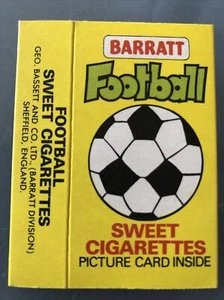 BARRATT
Football
SWEET
CIGARETTES
PICTURE CARD INSIDE
FOOTBALL
SWEET CIGARETTES
GEO. BASSETT AND CO. LTD., (BARRATT DIVISION)
SHEFFIELD, ENGLAND.